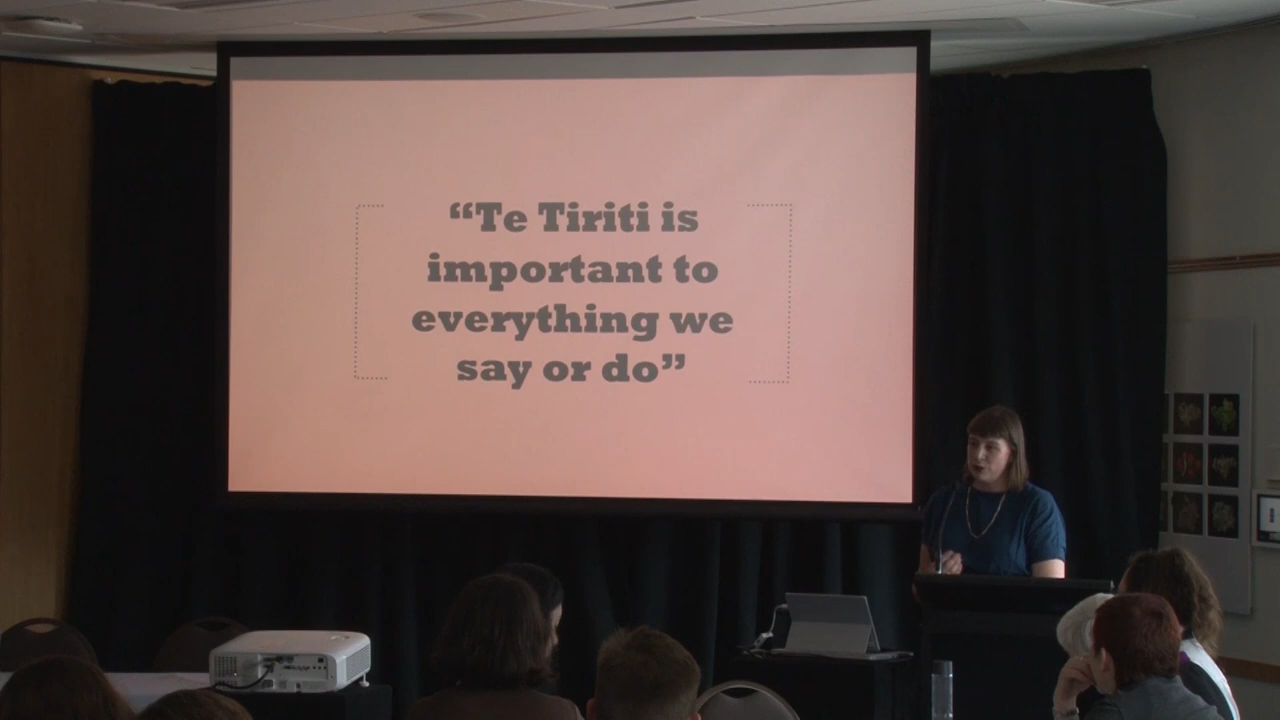 “Te Tiriti is
important to
everything we
say or do”